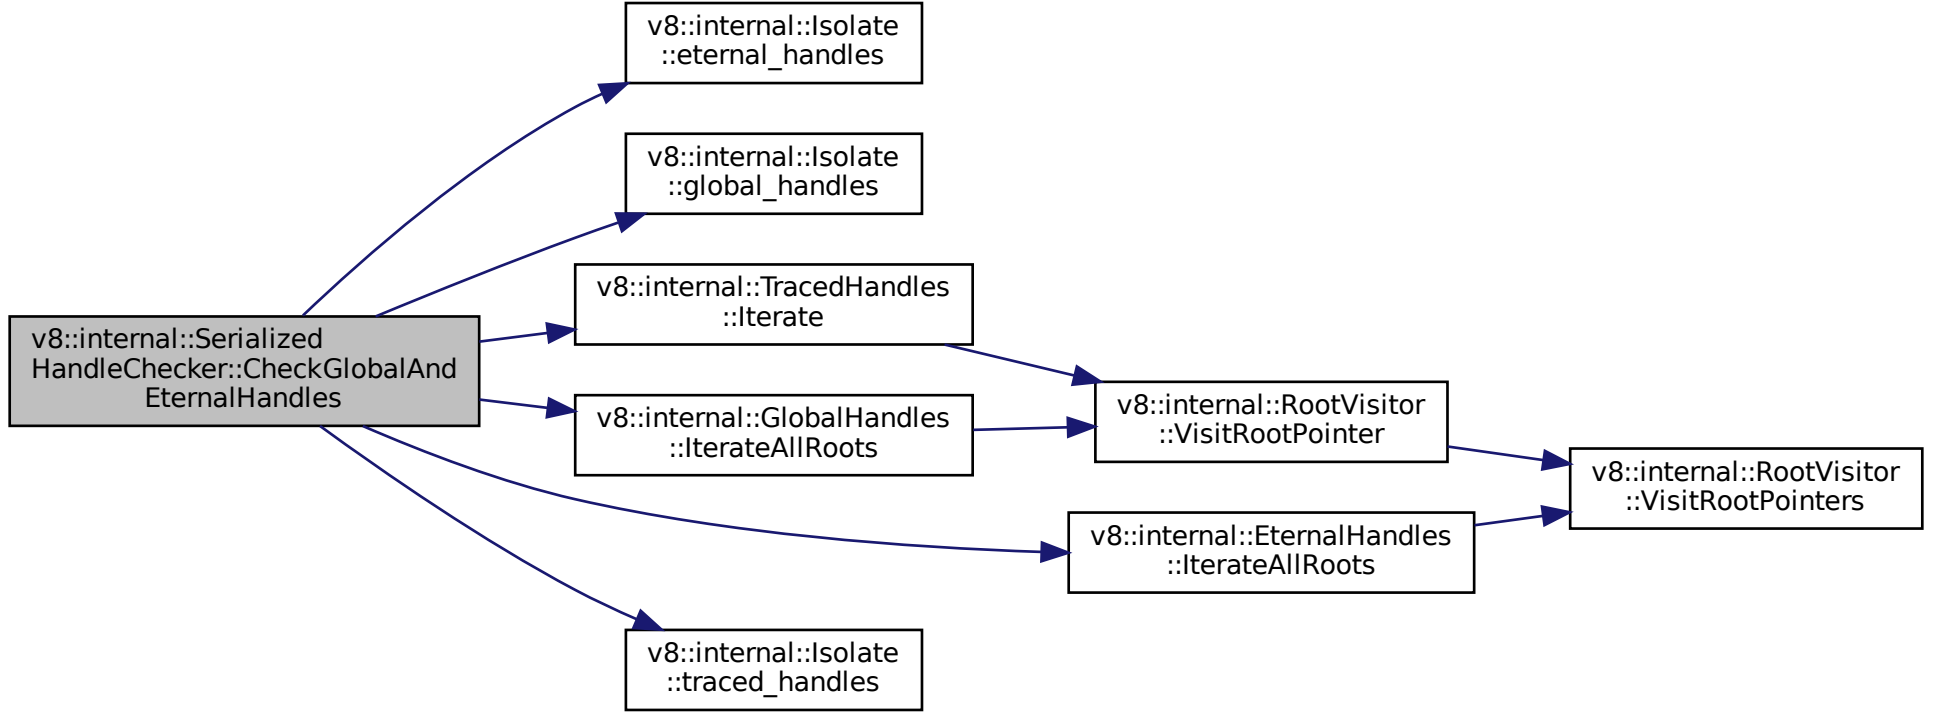 v8::internal::Isolate
::eternal_handles
v8::internal::Isolate
::global_handles
v8::internal::TracedHandles
::Iterate
v8::internal::Serialized
HandleChecker::CheckGlobalAnd
EternalHandles
v8::internal::GlobalHandles
::IterateAllRoots
v8::internal::RootVisitor
::VisitRootPointer
v8::internal::RootVisitor
::VisitRootPointers
v8::internal::EternalHandles
::IterateAllRoots
v8::internal::Isolate
::traced_handles